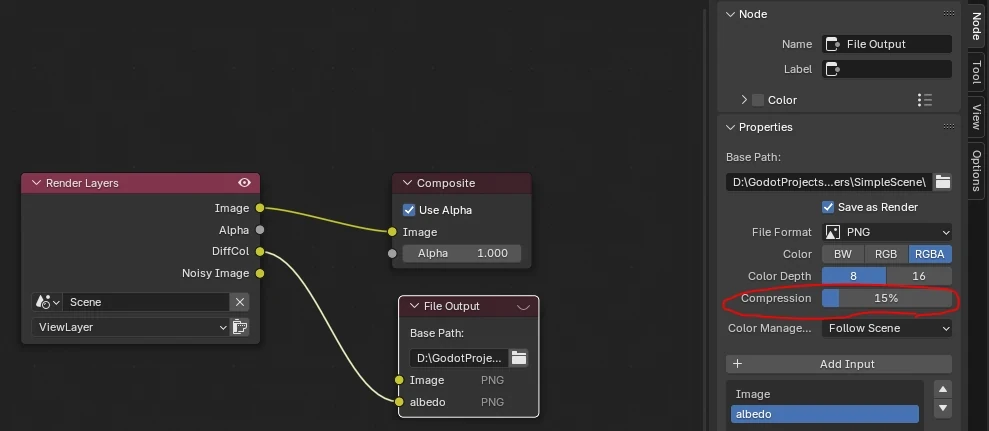 Render Layers
Image
Alpha
DiffCol
Noisy Image
Scene
ViewLayer
Composite
Use Alpha
Image
Alpha 1.000
File Output
Base Path:
D:\GodotProje...
Image PNG
albedo PNG
Node
Name File Output
Label
Color
Properties
Base Path:
D:\GodotProjects...ers\SimpleScene\
Save as Render
File Format PNG
Color BW RGB RGBA
Color Depth 8 16
Compression 15%
Color Manage... Follow Scene
Add Input
Image
albedo
Node
Tool
View
Options